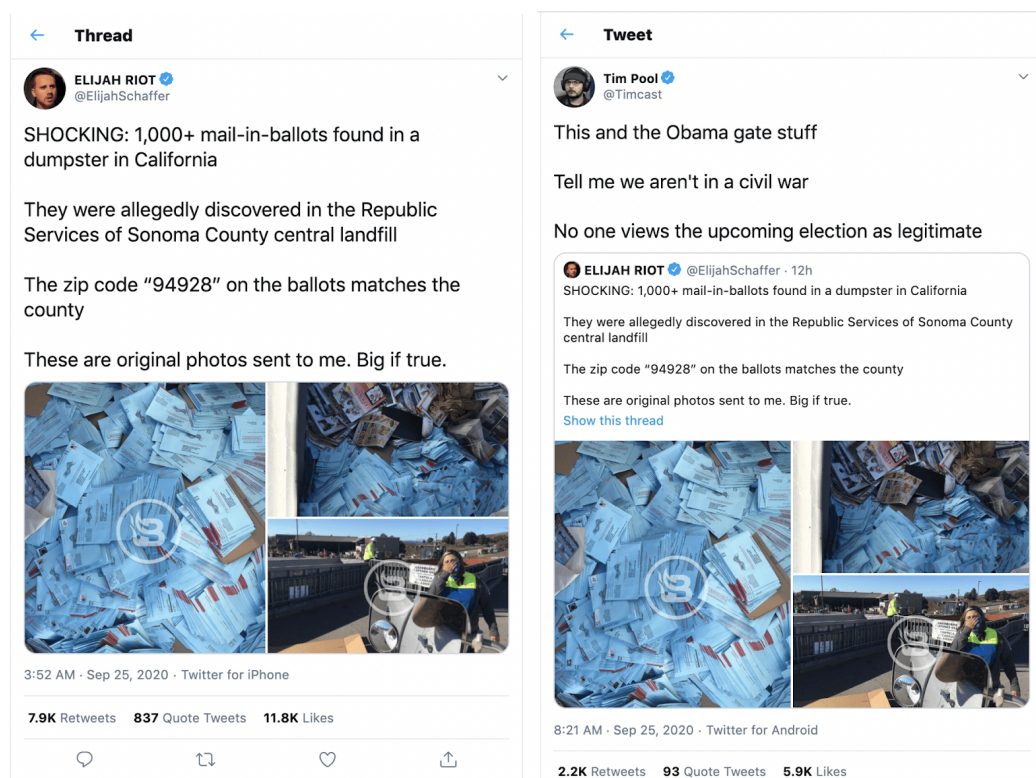 Thread
ELIJAH RIOT
@ElijahSchaffer
SHOCKING: 1,000+ mail-in-ballots found in a
dumpster in California
They were allegedly discovered in the Republic
Services of Sonoma County central landfill
The zip code “94928” on the ballots matches the
county
These are original photos sent to me. Big if true.
3:52 AM · Sep 25, 2020 · Twitter for iPhone
7.9K Retweets 837 Quote Tweets 11.8K Likes
Tweet
Tim Pool
@Timcast
This and the Obama gate stuff
Tell me we aren't in a civil war
No one views the upcoming election as legitimate
ELIJAH RIOT @ElijahSchaffer · 12h
SHOCKING: 1,000+ mail-in-ballots found in a dumpster in California
They were allegedly discovered in the Republic Services of Sonoma County
central landfill
The zip code “94928” on the ballots matches the county
These are original photos sent to me. Big if true.
Show this thread
8:21 AM · Sep 25, 2020 · Twitter for Android
2.2K Retweets 93 Quote Tweets 5.9K Likes